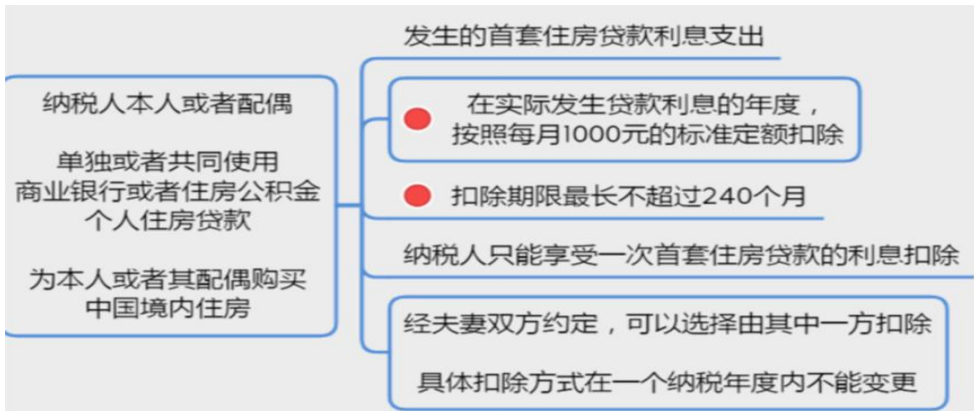 纳税人本人或者配偶
单独或者共同使用
商业银行或者住房公积金
个人住房贷款
为本人或者其配偶购买
中国境内住房
发生的首套住房贷款利息支出
在实际发生贷款利息的年度，
按照每月1000元的标准定额扣除
扣除期限最长不超过240个月
纳税人只能享受一次首套住房贷款的利息扣除
经夫妻双方约定，可以选择由其中一方扣除
具体扣除方式在一个纳税年度内不能变更